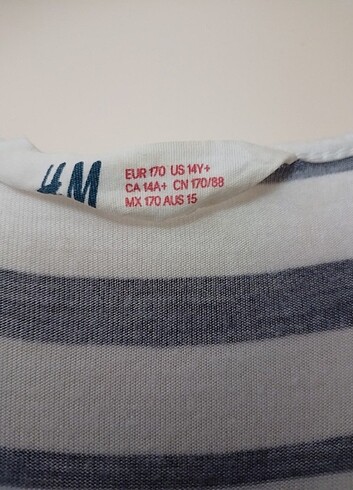 H&M
EUR 170 US 14Y+
CA 14A+ CN 170/88
MX 170 AUS 15